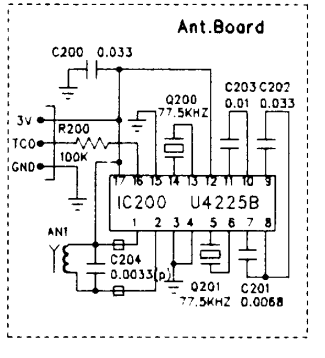 Ant.Board
C200 0.033
Q200
77.5KHZ
C203 C202
0.01 0.033
3V
TCO
R200
100K
GND
17 16 15 14 13 12 11 10 9
IC200 U4225B
1 2 3 4 5 6 7 8
ANT
C204
0.0033(p)
Q201
77.5KHZ
C201
0.0068